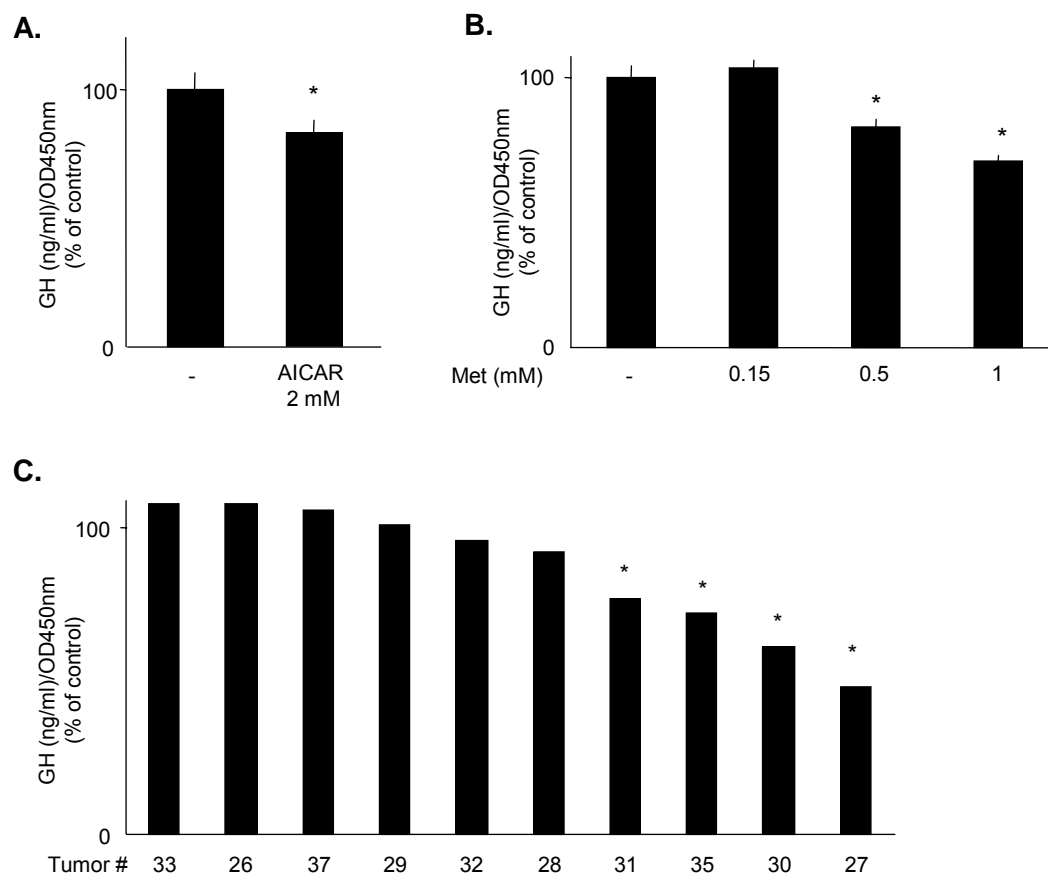 A.
GH (ng/ml)/OD450nm
(% of control)
100
*
0
-
AICAR
2 mM
B.
GH (ng/ml)/OD450nm
(% of control)
100
*
*
0
Met (mM)
-
0.15
0.5
1
C.
GH (ng/ml)/OD450nm
(% of control)
100
*
*
*
*
0
Tumor # 33 26 37 29 32 28 31 35 30 27